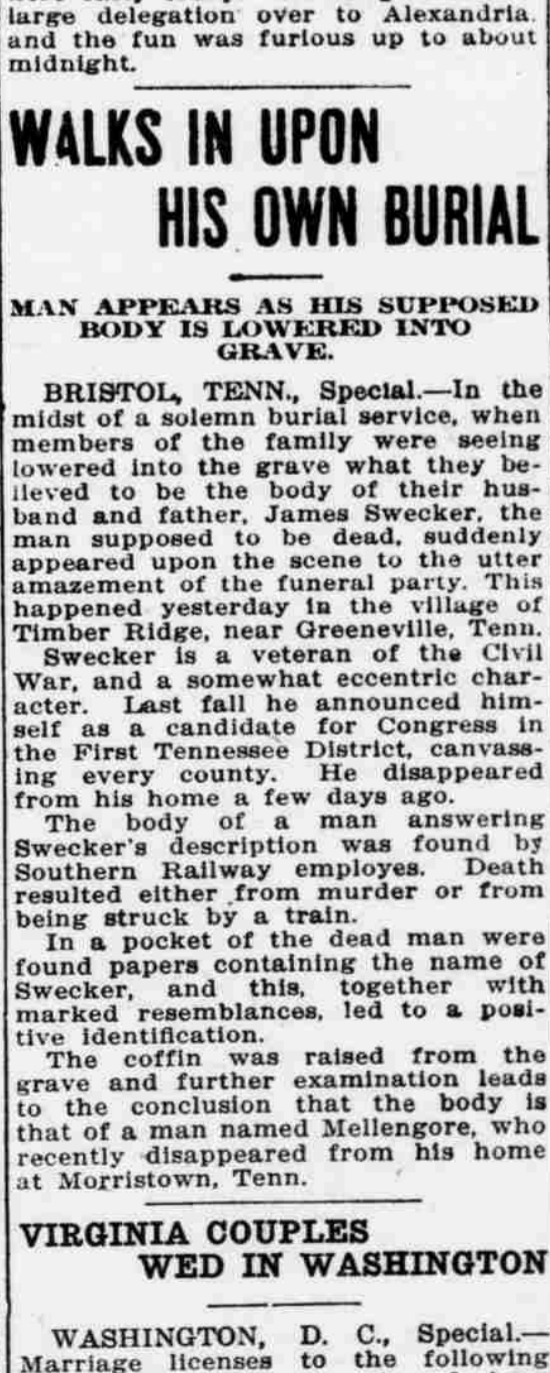 large delegation over to Alexandria.
and the fun was furious up to about
midnight.
WALKS IN UPON
HIS OWN BURIAL
MAN APPEARS AS HIS SUPPOSED
BODY IS LOWERED INTO
GRAVE.
BRISTOL, TENN., Special.—In the
midst of a solemn burial service, when
members of the family were seeing
lowered into the grave what they be-
lieved to be the body of their hus-
band and father, James Swecker, the
man supposed to be dead, suddenly
appeared upon the scene to the utter
amazement of the funeral party. This
happened yesterday in the village of
Timber Ridge, near Greeneville, Tenn.
Swecker is a veteran of the Civil
War, and a somewhat eccentric char-
acter. Last fall he announced him-
self as a candidate for Congress in
the First Tennessee District, canvass-
ing every county. He disappeared
from his home a few days ago.
The body of a man answering
Swecker's description was found by
Southern Railway employes. Death
resulted either from murder or from
being struck by a train.
In a pocket of the dead man were
found papers containing the name of
Swecker, and this, together with
marked resemblances, led to a posi-
tive identification.
The coffin was raised from the
grave and further examination leads
to the conclusion that the body is
that of a man named Mellengore, who
recently disappeared from his home
at Morristown, Tenn.
VIRGINIA COUPLES
WED IN WASHINGTON
WASHINGTON, D. C., Special.—
Marriage licenses to the following